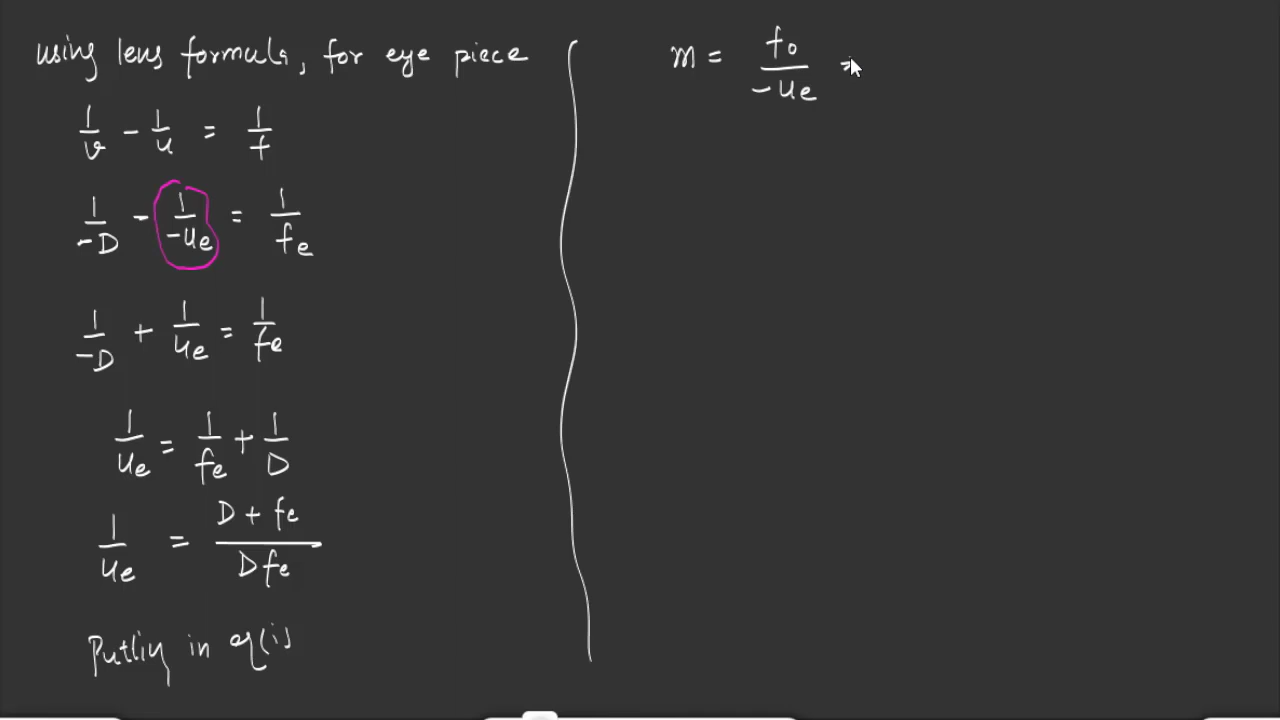 using lens formula, for eye piece
1/v - 1/u = 1/f
1/-D - 1/-ue = 1/fe
1/-D + 1/ue = 1/fe
1/ue = 1/fe + 1/D
1/ue = D + fe / Dfe
Putting in eq(i)
m = fo/-ue =